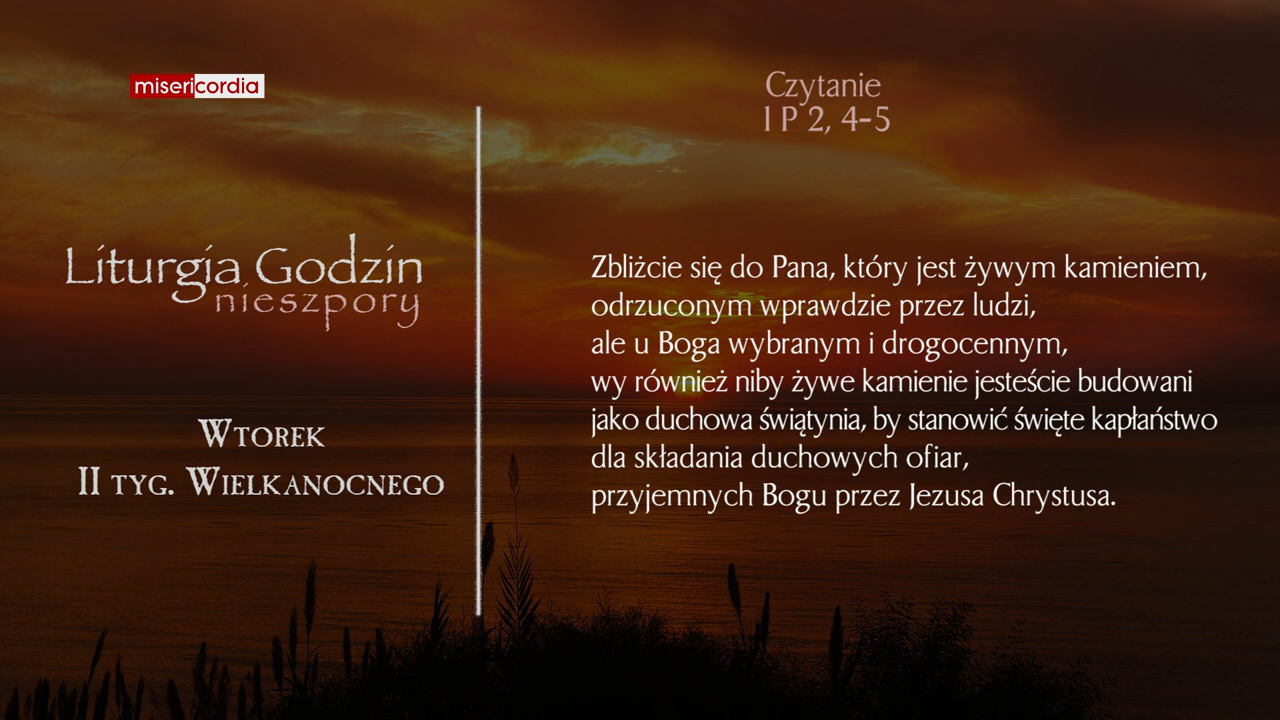 misericordia
Liturgia Godzin
nieszpory
Wtorek
II tyg. Wielkanocnego
Czytanie
1 P 2, 4-5
Zbliżcie się do Pana, który jest żywym kamieniem,
odrzuconym wprawdzie przez ludzi,
ale u Boga wybranym i drogocennym,
wy również niby żywe kamienie jesteście budowani
jako duchowa świątynia, by stanowić święte kapłaństwo
dla składania duchowych ofiar,
przyjemnych Bogu przez Jezusa Chrystusa.